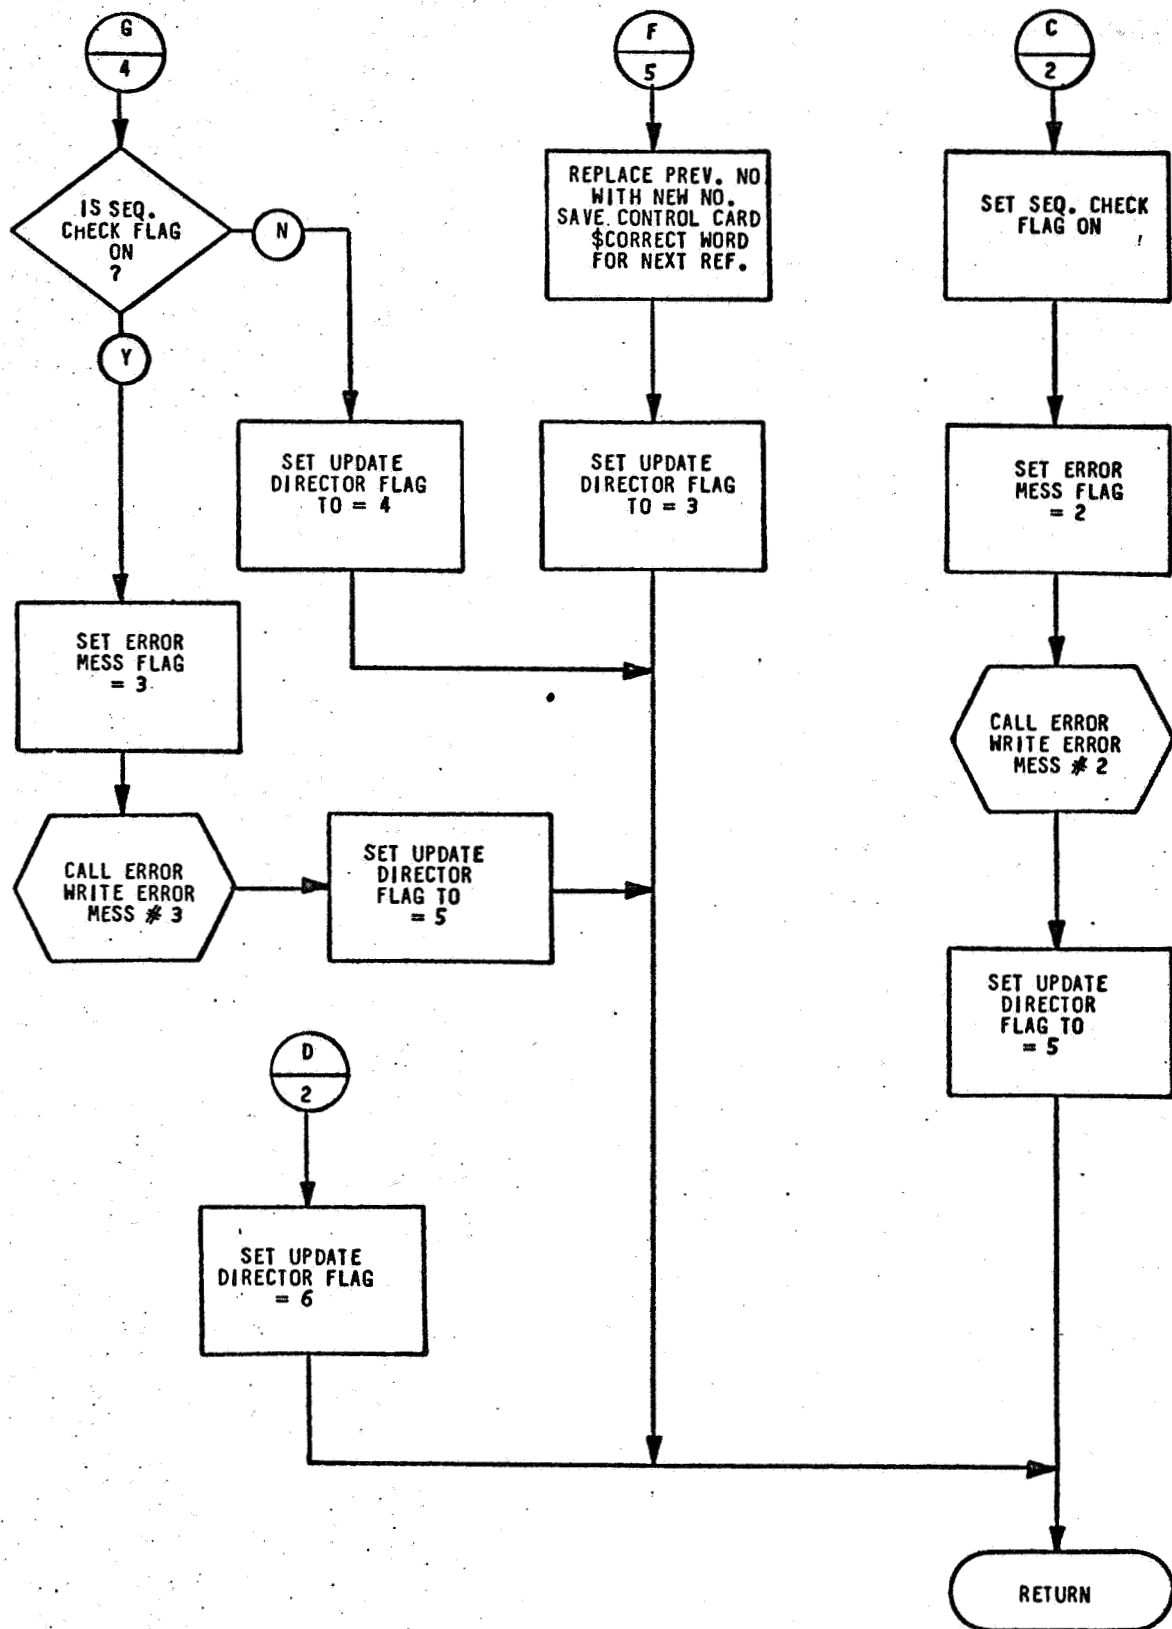 G
4
F
5
C
2
IS SEQ.
CHECK FLAG
ON
?
N
Y
REPLACE PREV. NO
WITH NEW NO.
SAVE CONTROL CARD
$CORRECT WORD
FOR NEXT REF.
SET SEQ. CHECK
FLAG ON
SET UPDATE
DIRECTOR FLAG
TO = 4
SET UPDATE
DIRECTOR FLAG
TO = 3
SET ERROR
MESS FLAG
= 2
SET ERROR
MESS FLAG
= 3
CALL ERROR
WRITE ERROR
MESS # 2
CALL ERROR
WRITE ERROR
MESS # 3
SET UPDATE
DIRECTOR
FLAG TO
= 5
SET UPDATE
DIRECTOR
FLAG TO
= 5
D
2
SET UPDATE
DIRECTOR FLAG
= 6
RETURN